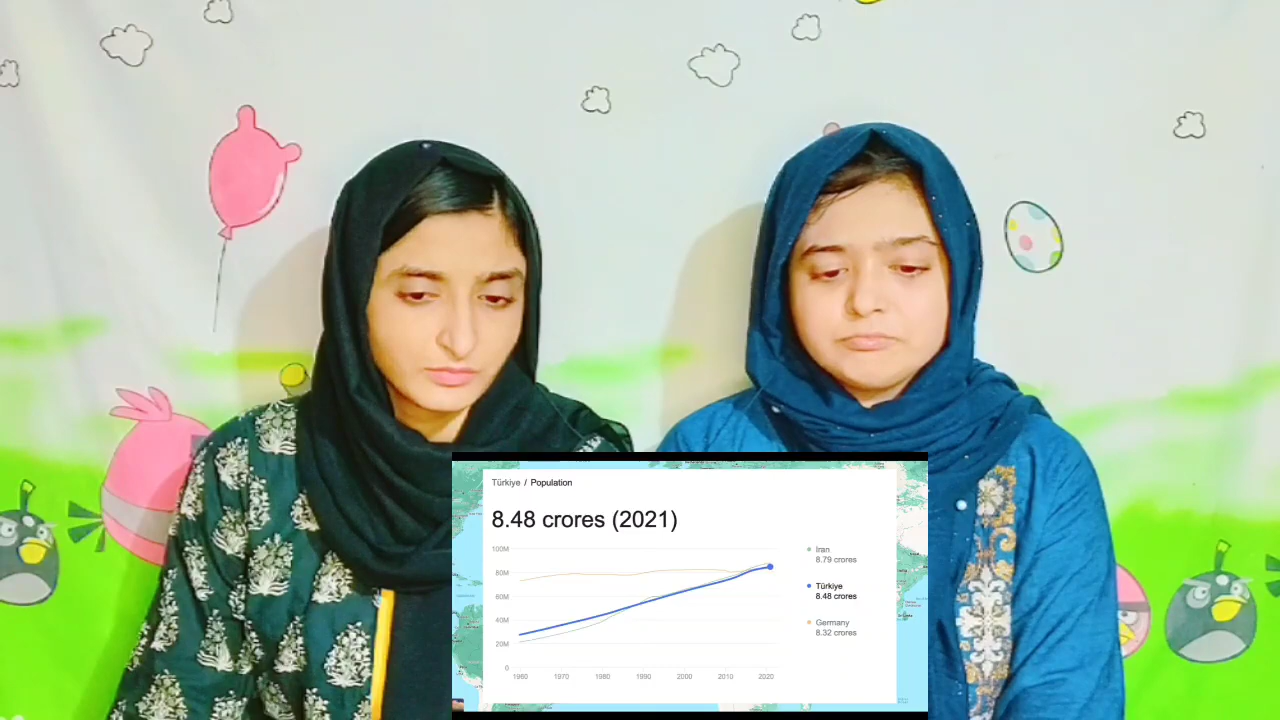 Türkiye / Population
8.48 crores (2021)
100M
80M
60M
40M
20M
0
1960 1970 1980 1990 2000 2010 2020
Iran
8.79 crores
Türkiye
8.48 crores
Germany
8.32 crores